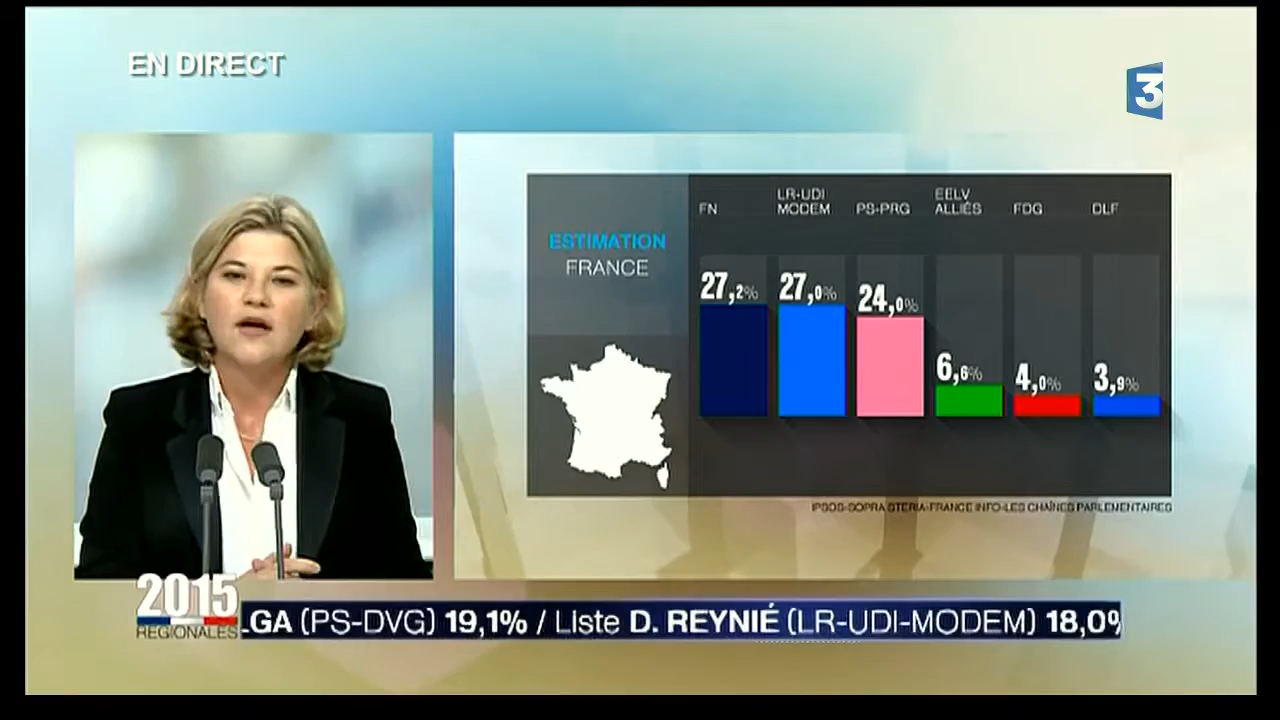 EN DIRECT
3
FN
LR-UDI
MODEM
PS-PRG
EELV
ALLIÉS
FDG
DLF
ESTIMATION
FRANCE
27,2%
27,0%
24,0%
6,6%
4,0%
3,9%
IPSOS-SOPRA STERIA-FRANCE INFO-LES CHAÎNES PARLEMENTAIRES
2015
REGIONALES
LGA (PS-DVG) 19,1% / Liste D. REYNIÉ (LR-UDI-MODEM) 18,0%